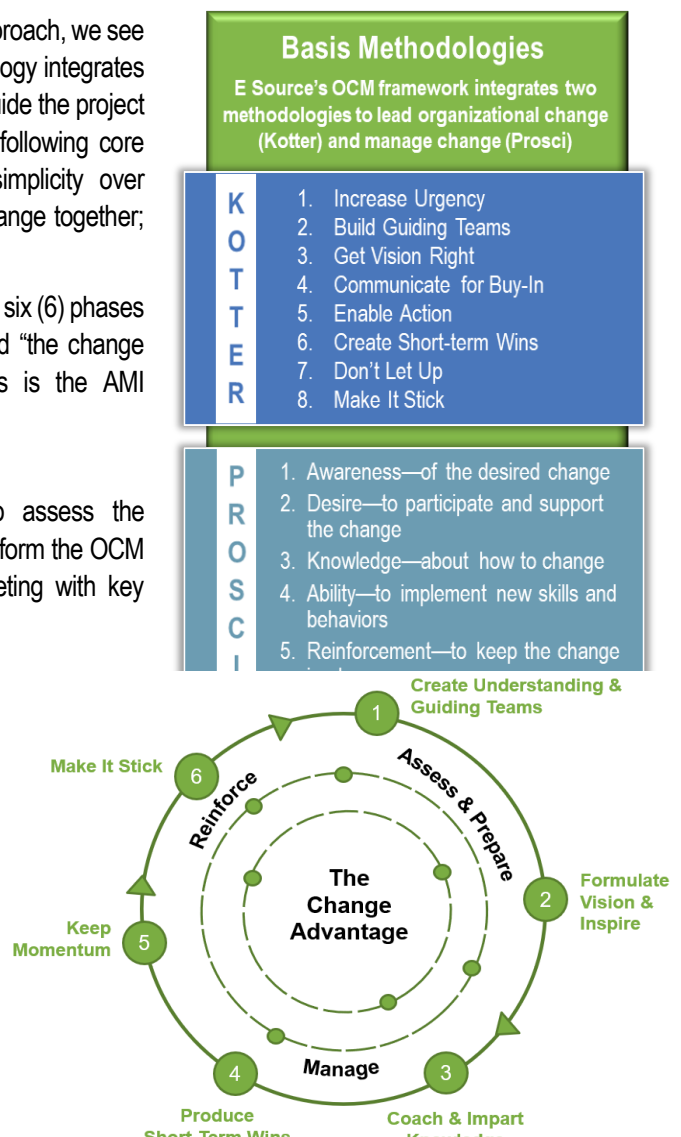 proach, we see
ogy integrates
uide the project
following core
simplicity over
ange together;
six (6) phases
d “the change
s is the AMI
o assess the
form the OCM
eting with key
Basis Methodologies
E Source’s OCM framework integrates two
methodologies to lead organizational change
(Kotter) and manage change (Prosci)
KOTTER
1. Increase Urgency
2. Build Guiding Teams
3. Get Vision Right
4. Communicate for Buy-In
5. Enable Action
6. Create Short-term Wins
7. Don’t Let Up
8. Make It Stick
PROSCI
1. Awareness—of the desired change
2. Desire—to participate and support
the change
3. Knowledge—about how to change
4. Ability—to implement new skills and
behaviors
5. Reinforcement—to keep the change
Create Understanding &
Guiding Teams
1
Make It Stick
6
Reinforce
Assess & Prepare
The
Change
Advantage
Formulate
Vision &
Inspire
2
Keep
Momentum
5
Manage
4
3
Produce
Short-Term Wins
Coach & Impart
Knowledge